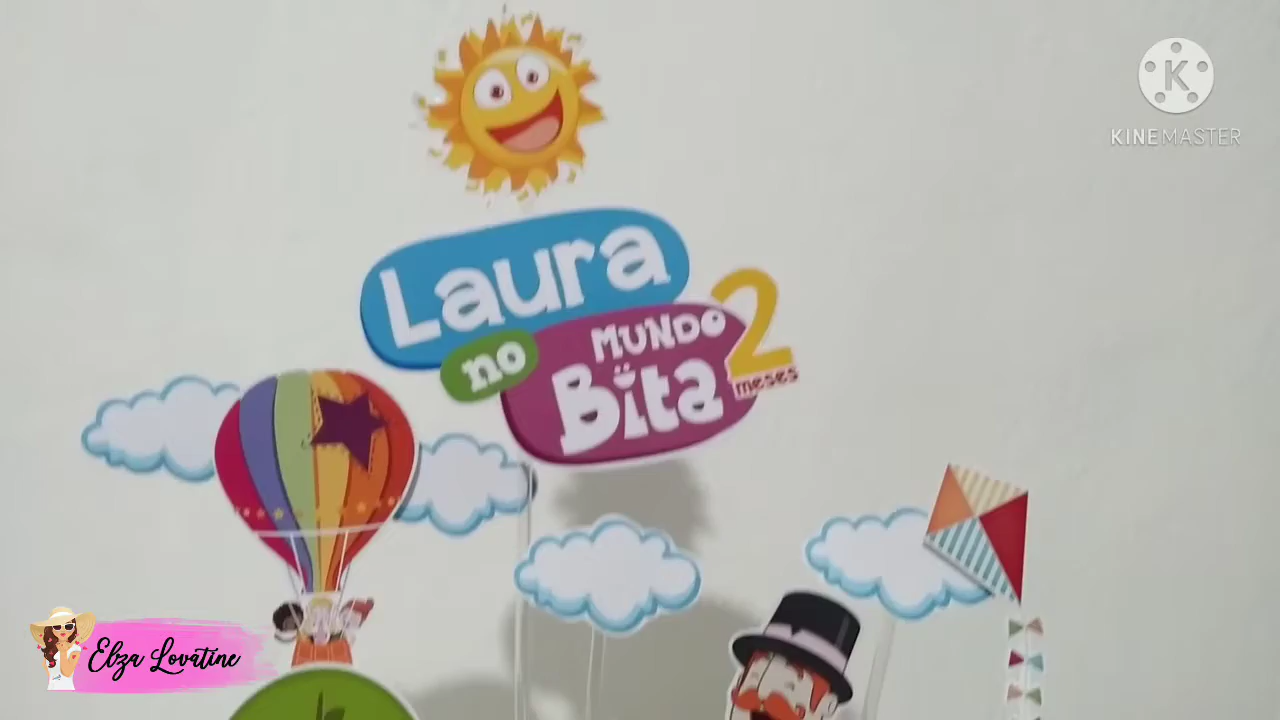 K
KINEMASTER
Laura
no
MUNDO
Bita
2
meses
Elza Lovatine